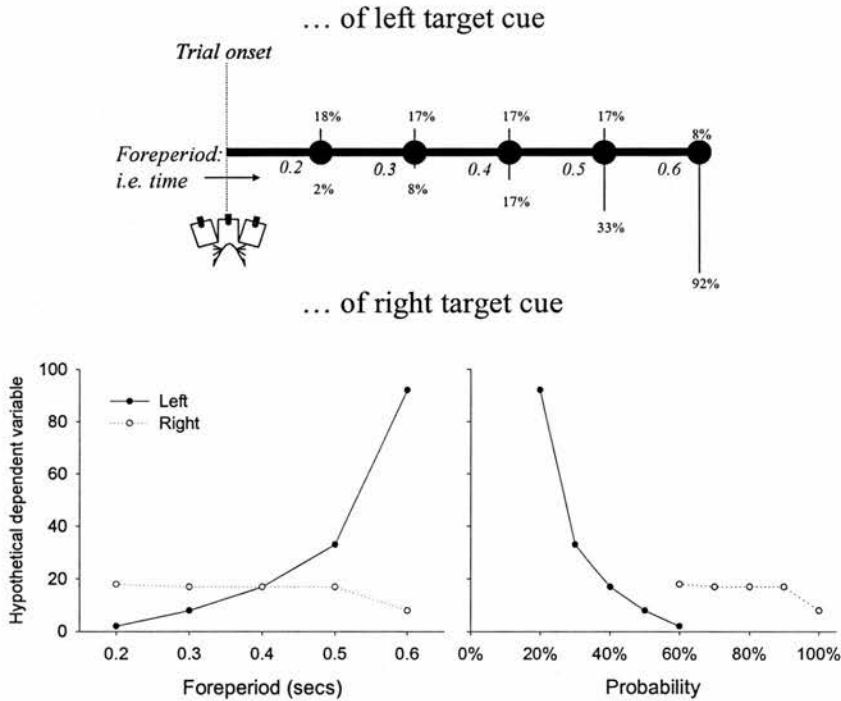 … of left target cue
Trial onset
18% 17% 17% 17% 8%
Foreperiod:
0.2 0.3 0.4 0.5 0.6
i.e. time
2% 8% 17% 33% 92%
… of right target cue
Hypothetical dependent variable
100
80
60
40
20
0
Left
Right
0.2 0.3 0.4 0.5 0.6
Foreperiod (secs)
0% 20% 40% 60% 80% 100%
Probability